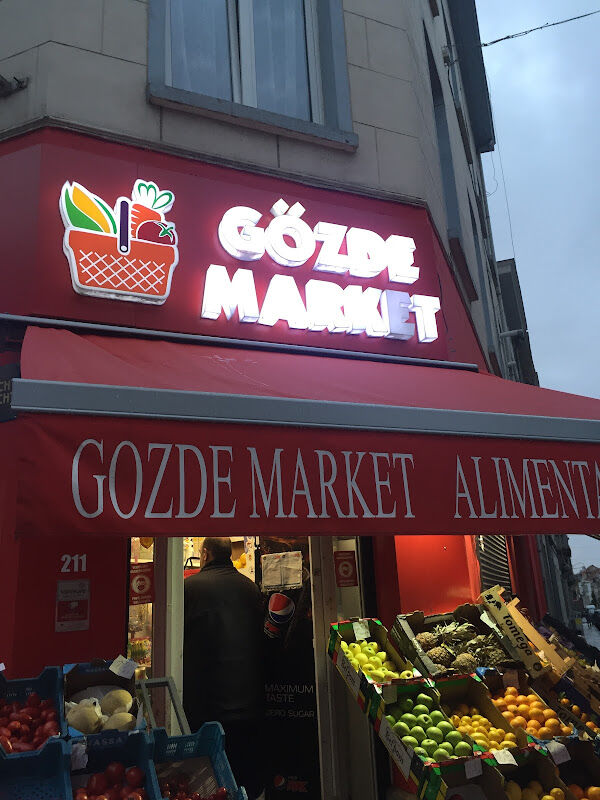 GÖZDE
MARKET
GOZDE MARKET ALIMENTA
211
MAXIMUM
TASTE
ZERO SUGAR